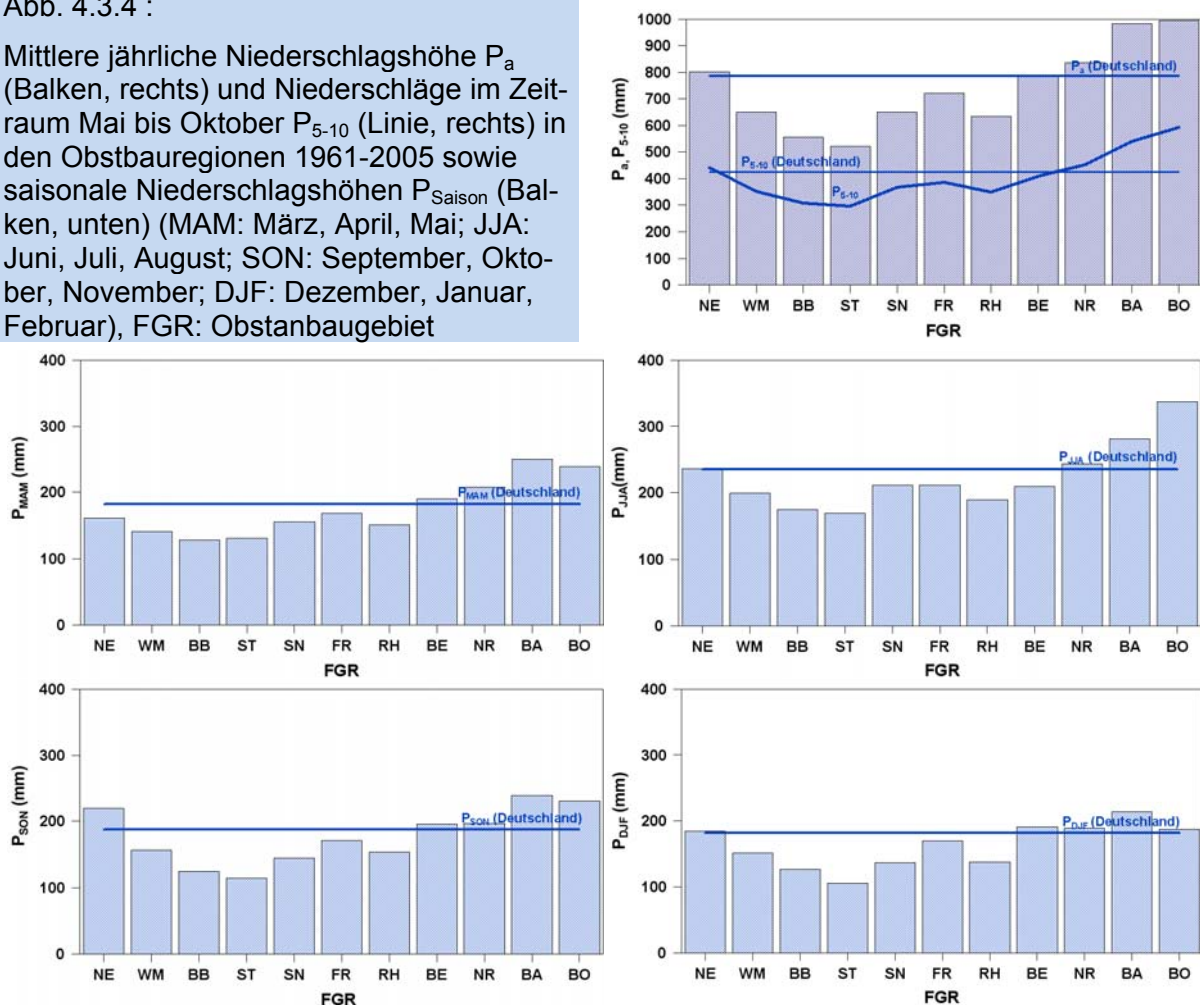 Abb. 4.3.4 :
Mittlere jährliche Niederschlagshöhe Pa
(Balken, rechts) und Niederschläge im Zeit-
raum Mai bis Oktober P5-10 (Linie, rechts) in
den Obstbauregionen 1961-2005 sowie
saisonale Niederschlagshöhen PSaison (Bal-
ken, unten) (MAM: März, April, Mai; JJA:
Juni, Juli, August; SON: September, Okto-
ber, November; DJF: Dezember, Januar,
Februar), FGR: Obstanbaugebiet
Pa, P5-10 (mm)
1000
900
800
700
600
500
400
300
200
100
0
Pa (Deutschland)
P5-10 (Deutschland)
P5-10
NE WM BB ST SN FR RH BE NR BA BO
FGR
PMAM (mm)
400
300
200
100
0
PMAM (Deutschland)
NE WM BB ST SN FR RH BE NR BA BO
FGR
PJJA(mm)
400
300
200
100
0
PJJA (Deutschland)
NE WM BB ST SN FR RH BE NR BA BO
FGR
PSON (mm)
400
300
200
100
0
PSON (Deutschland)
NE WM BB ST SN FR RH BE NR BA BO
FGR
PDJF (mm)
400
300
200
100
0
PDJF (Deutschland)
NE WM BB ST SN FR RH BE NR BA BO
FGR